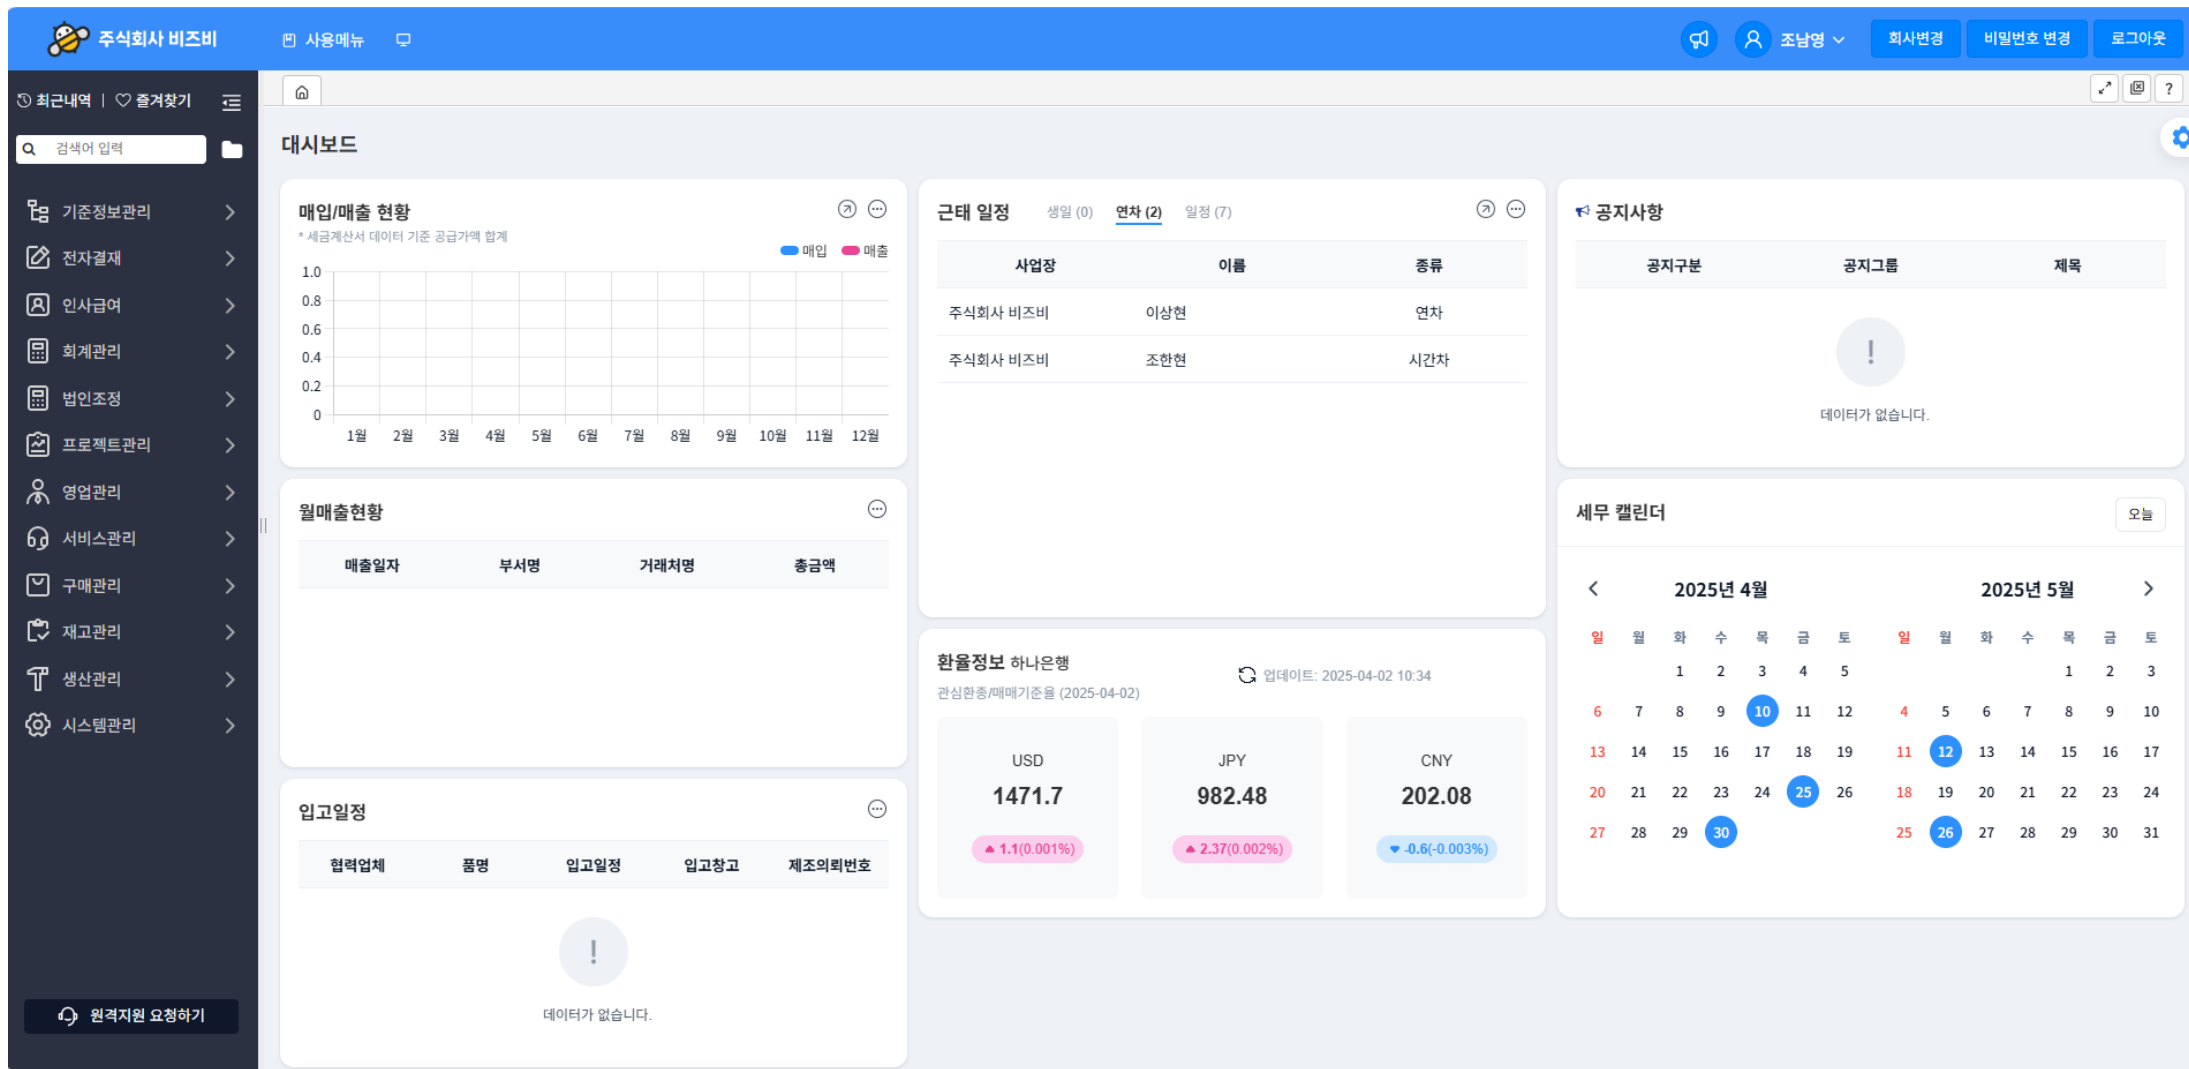 주식회사 비즈비
사용메뉴
조남영
회사변경
비밀번호 변경
로그아웃
최근내역 | 즐겨찾기
검색어 입력
기준정보관리
전자결재
인사급여
회계관리
법인조정
프로젝트관리
영업관리
서비스관리
구매관리
재고관리
생산관리
시스템관리
원격지원 요청하기
?
대시보드
매입/매출 현황
* 세금계산서 데이터 기준 공급가액 합계
매입 매출
1.0
0.8
0.6
0.4
0.2
0
1월 2월 3월 4월 5월 6월 7월 8월 9월 10월 11월 12월
월매출현황
매출일자 부서명 거래처명 총금액
입고일정
협력업체 품명 입고일정 입고창고 제조의뢰번호
!
데이터가 없습니다.
근태 일정 생일 (0) 연차 (2) 일정 (7)
사업장 이름 종류
주식회사 비즈비 이상현 연차
주식회사 비즈비 조한현 시간차
환율정보 하나은행
업데이트: 2025-04-02 10:34
관심환종/매매기준율 (2025-04-02)
USD
1471.7
▲ 1.1(0.001%)
JPY
982.48
▲ 2.37(0.002%)
CNY
202.08
▼ -0.6(-0.003%)
공지사항
공지구분 공지그룹 제목
!
데이터가 없습니다.
세무 캘린더
오늘
2025년 4월
일 월 화 수 목 금 토
1 2 3 4 5
6 7 8 9 10 11 12
13 14 15 16 17 18 19
20 21 22 23 24 25 26
27 28 29 30
2025년 5월
일 월 화 수 목 금 토
1 2 3
4 5 6 7 8 9 10
11 12 13 14 15 16 17
18 19 20 21 22 23 24
25 26 27 28 29 30 31